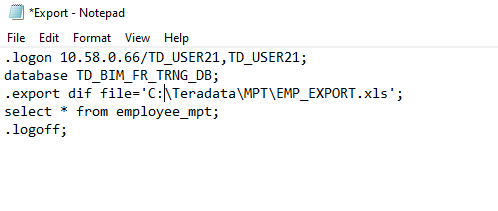 *Export - Notepad
File Edit Format View Help
.logon 10.58.0.66/TD_USER21,TD_USER21;
database TD_BIM_FR_TRNG_DB;
.export dif file='C:\Teradata\MPT\EMP_EXPORT.xls';
select * from employee_mpt;
.logoff;